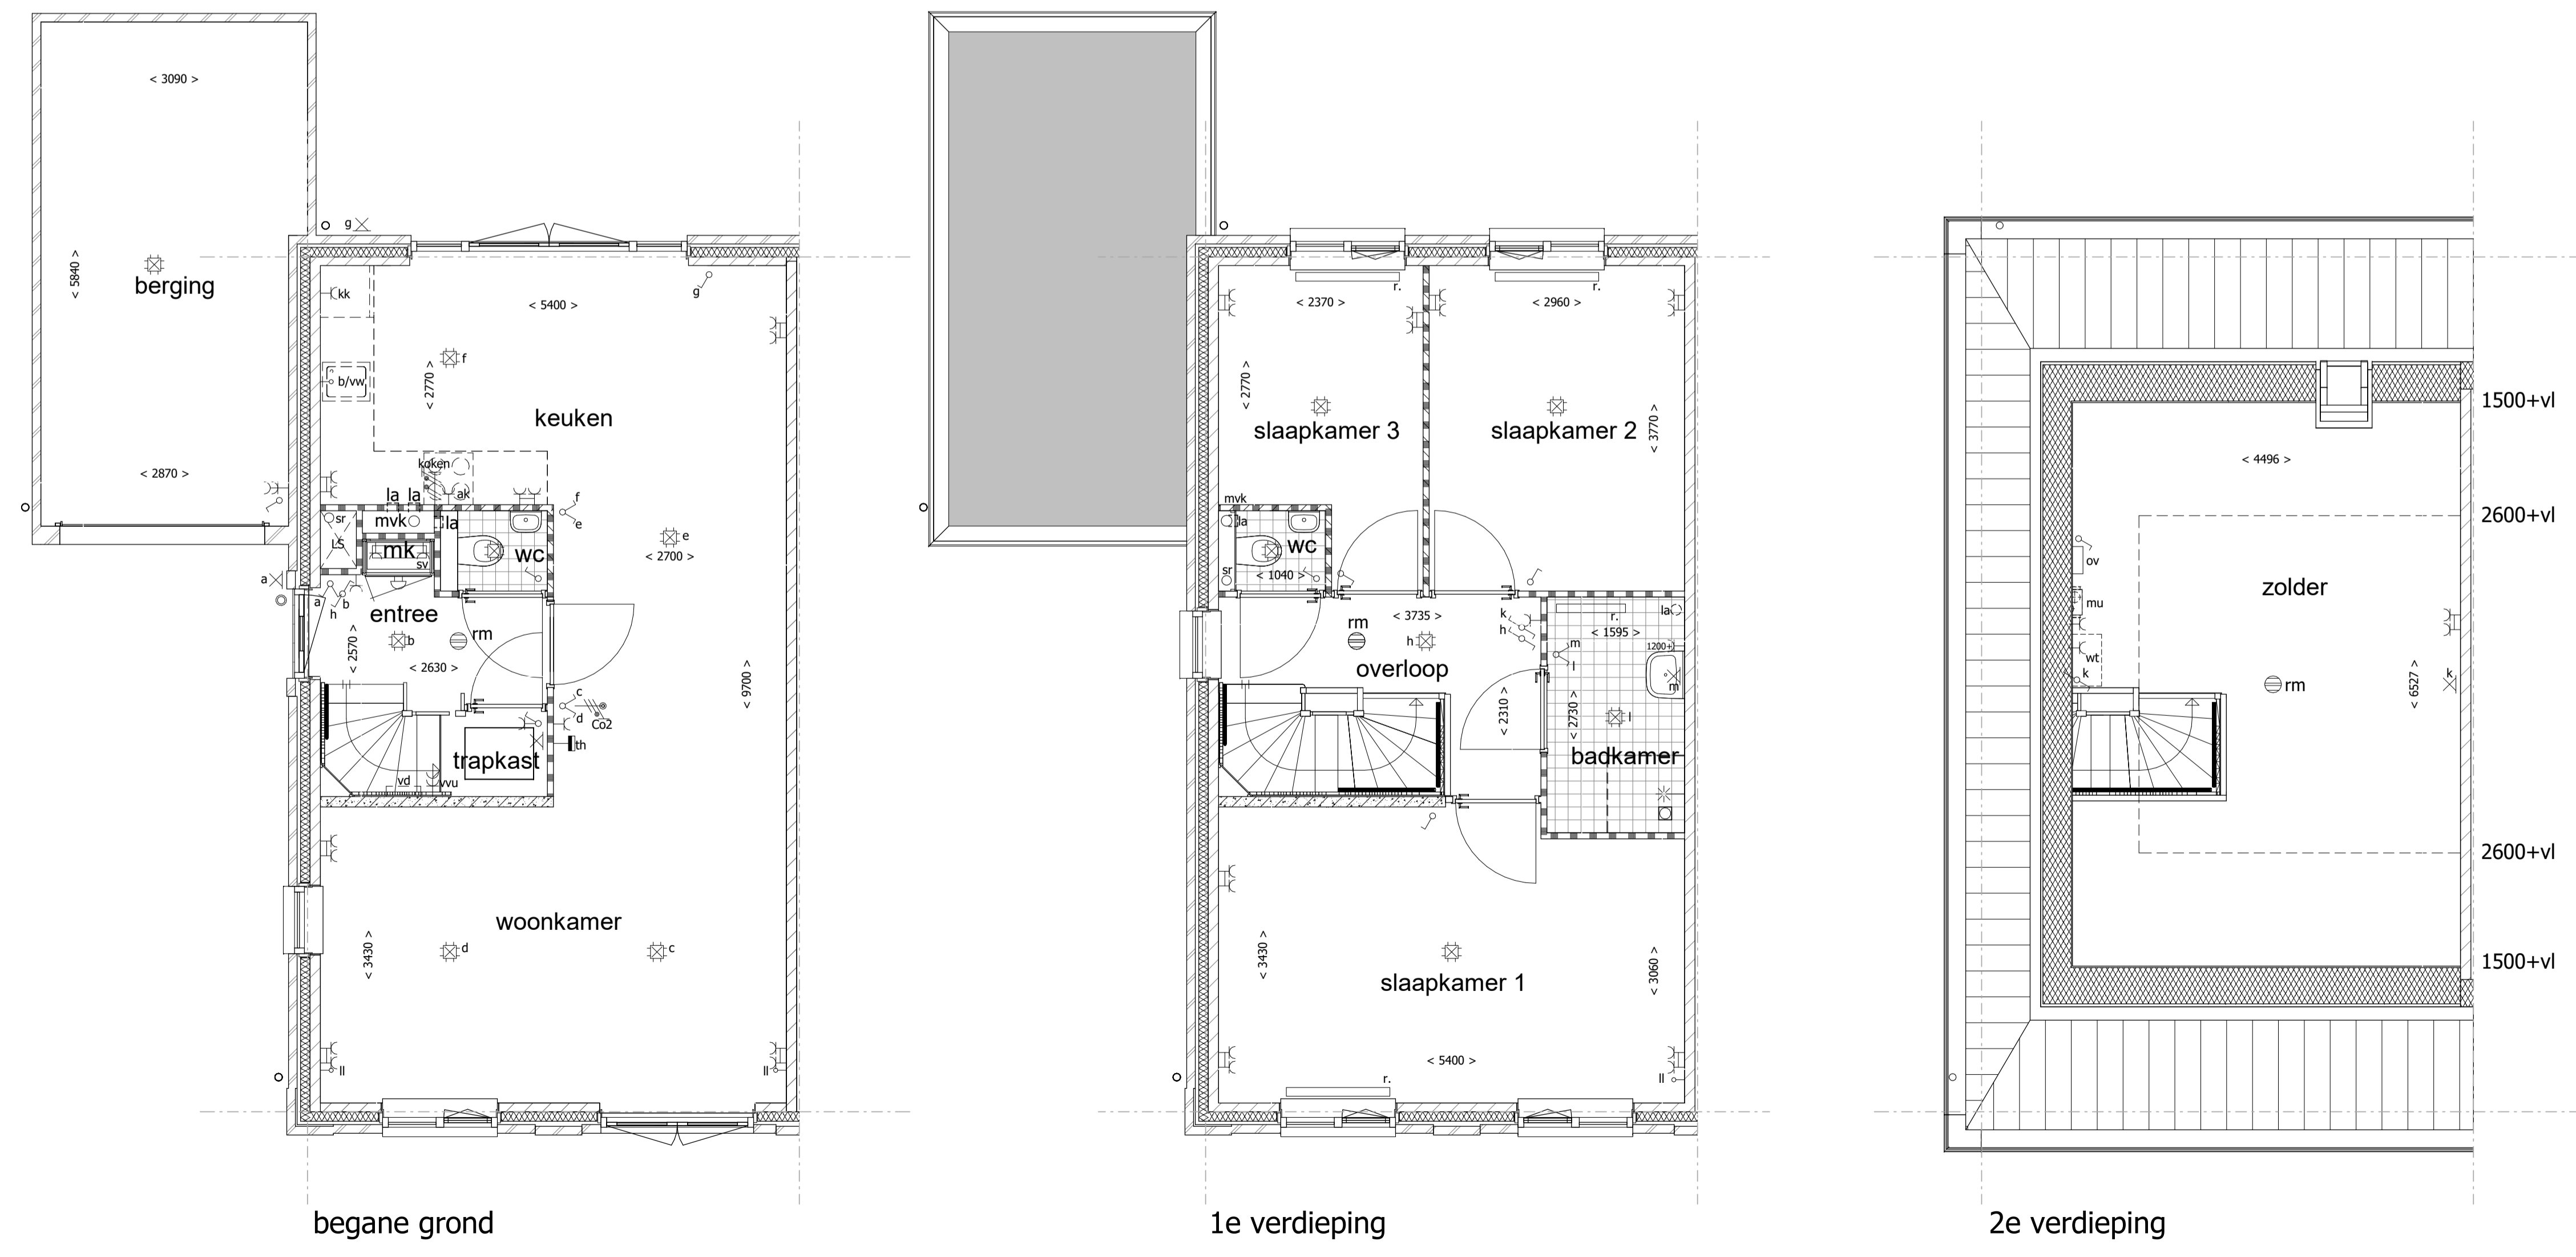 < 3090 >
< 5840 >
berging
< 2870 >
g
kk
< 5400 >
g
f
< 2770 >
b/vw
keuken
koken
ak
f
e
la la
la
sr
mvk
LS
mk
sv
wc
e
< 2700 >
a
a
b
h
entree
b
rm
< 2570 >
< 2630 >
c
d
Co2
th
trapkast
vd
vvu
< 9700 >
woonkamer
d
c
< 3430 >
ll
ll
begane grond
r.
r.
< 2370 >
< 2960 >
< 2770 >
slaapkamer 3
slaapkamer 2
< 3770 >
mvk
la
wc
sr
< 1040 >
< 3735 >
k
h
rm
h
overloop
r.
la
< 1595 >
m
l
1200+
m
l
< 2310 >
< 2730 >
badkamer
< 3430 >
slaapkamer 1
< 3060 >
< 5400 >
r.
ll
1e verdieping
1500+vl
< 4496 >
2600+vl
ov
mu
zolder
wt
k
rm
k
< 6527 >
2600+vl
1500+vl
2e verdieping